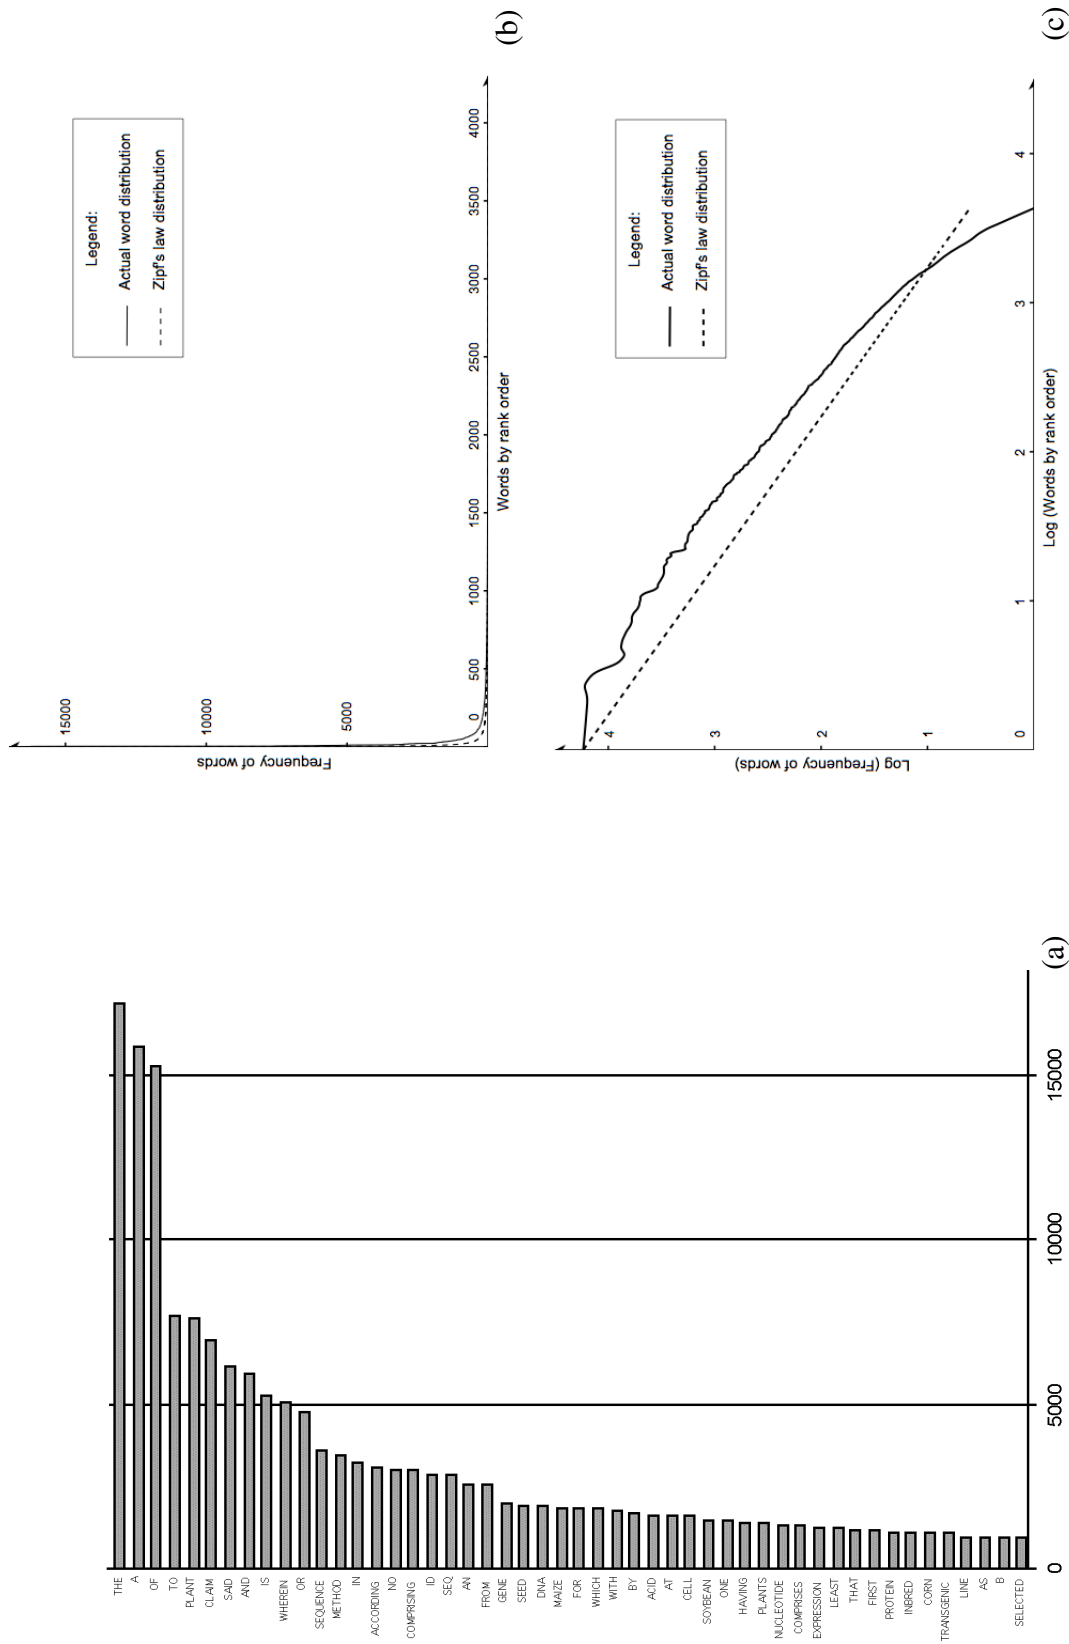 THE
A
OF
TO
PLANT
CLAIM
SAID
AND
IS
WHEREIN
OR
SEQUENCE
METHOD
IN
ACCORDING
NO
COMPRISING
ID
SEQ
AN
FROM
GENE
SEED
DNA
MAIZE
FOR
WHICH
WITH
BY
ACID
AT
CELL
SOYBEAN
ONE
HAVING
PLANTS
NUCLEOTIDE
COMPRISES
EXPRESSION
LEAST
THAT
FIRST
PROTEIN
INBRED
CORN
TRANSGENIC
LINE
AS
B
SELECTED
0
5000
10000
15000
(a)
Frequency of words
15000
10000
5000
0
500
1000
1500
2000
2500
3000
3500
4000
Words by rank order
Legend:
Actual word distribution
Zipf's law distribution
(b)
Log (Frequency of words)
4
3
2
1
0
1
2
3
4
Log (Words by rank order)
Legend:
Actual word distribution
Zipf's law distribution
(c)